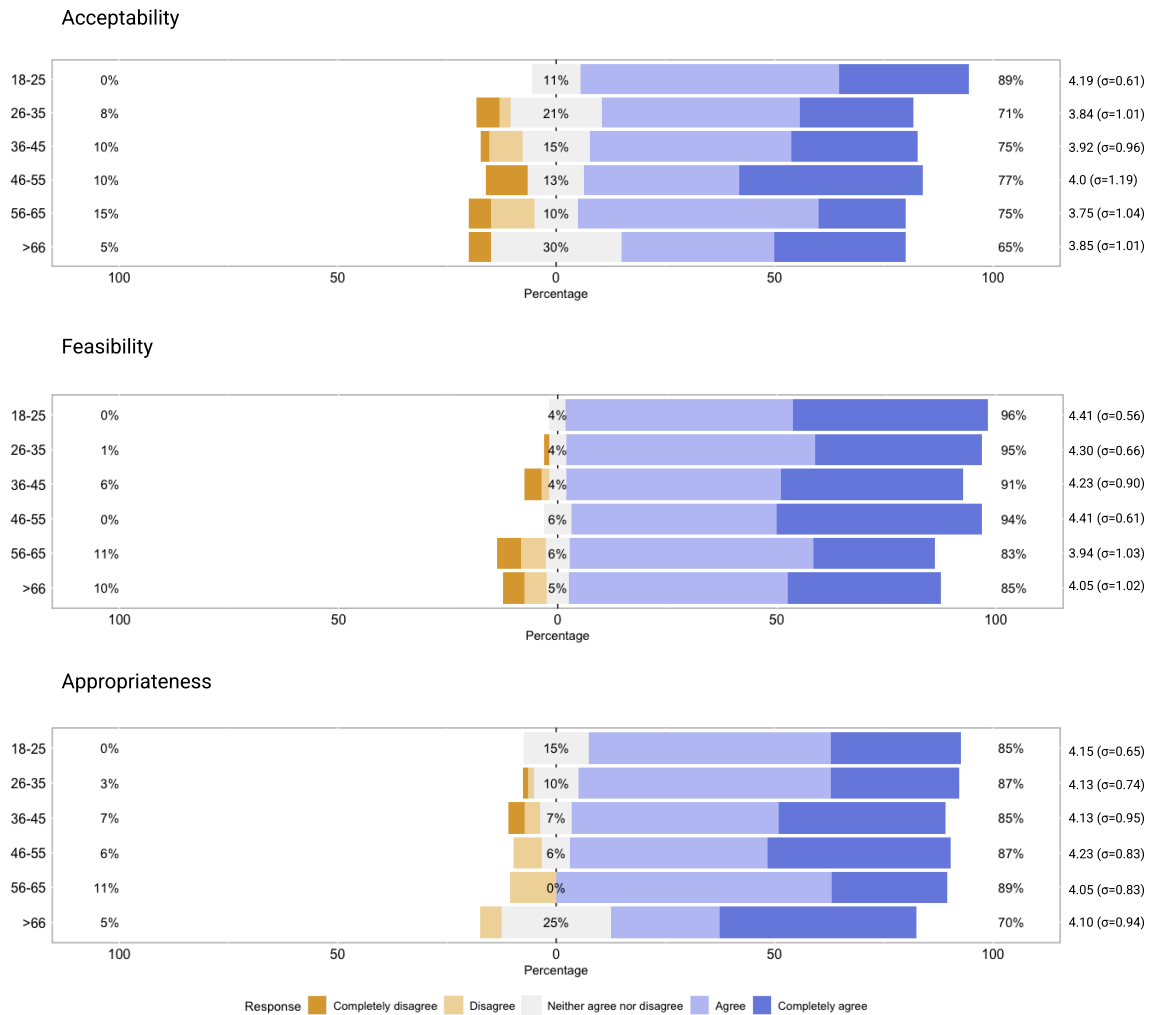 Acceptability
18-25 0% 11% 89% 4.19 (σ=0.61)
26-35 8% 21% 71% 3.84 (σ=1.01)
36-45 10% 15% 75% 3.92 (σ=0.96)
46-55 10% 13% 77% 4.0 (σ=1.19)
56-65 15% 10% 75% 3.75 (σ=1.04)
>66 5% 30% 65% 3.85 (σ=1.01)
100 50 0 50 100
Percentage
Feasibility
18-25 0% 4% 96% 4.41 (σ=0.56)
26-35 1% 4% 95% 4.30 (σ=0.66)
36-45 6% 4% 91% 4.23 (σ=0.90)
46-55 0% 6% 94% 4.41 (σ=0.61)
56-65 11% 6% 83% 3.94 (σ=1.03)
>66 10% 5% 85% 4.05 (σ=1.02)
100 50 0 50 100
Percentage
Appropriateness
18-25 0% 15% 85% 4.15 (σ=0.65)
26-35 3% 10% 87% 4.13 (σ=0.74)
36-45 7% 7% 85% 4.13 (σ=0.95)
46-55 6% 6% 87% 4.23 (σ=0.83)
56-65 11% 0% 89% 4.05 (σ=0.83)
>66 5% 25% 70% 4.10 (σ=0.94)
100 50 0 50 100
Percentage
Response Completely disagree Disagree Neither agree nor disagree Agree Completely agree